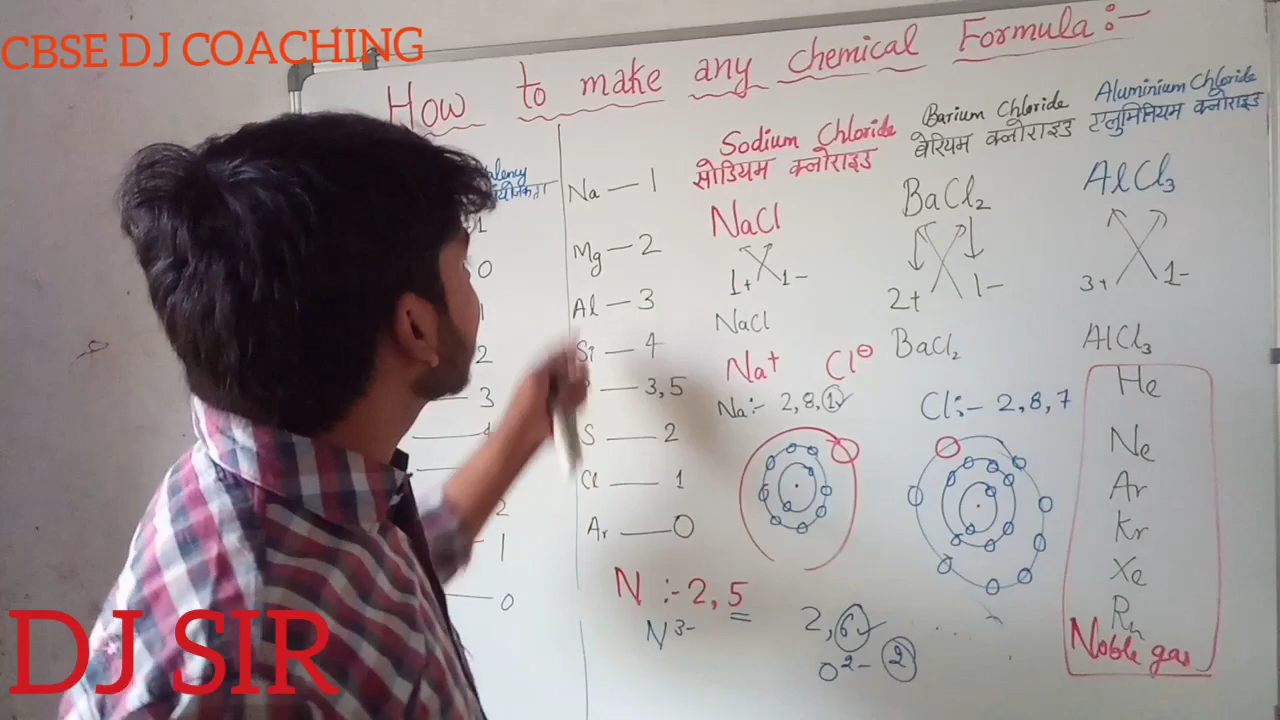 CBSE DJ COACHING
How to make any chemical Formula:-
1
0
1
2
3
4
2
1
0
Na — 1
Mg — 2
Al — 3
Si — 4
— 3,5
S — 2
Cl — 1
Ar — 0
Sodium Chloride
सोडियम क्लोराइड
NaCl
1+ 1-
NaCl
Na+ Cl⊖
Na:- 2,8,1
Barium Chloride
बेरियम क्लोराइड
BaCl2
2+ 1-
BaCl2
Cl:- 2,8,7
Aluminium Chloride
एलुमिनियम क्लोराइड
AlCl3
3+ 1-
AlCl3
He
Ne
Ar
Kr
Xe
Rn
Noble gas
N :- 2, 5
N3-
2,6
O2- 2
DJ SIR